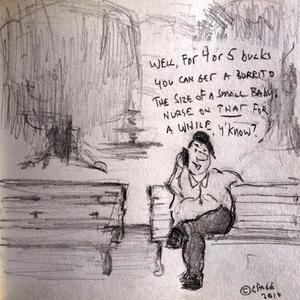 WELL, FOR 4 OR 5 BUCKS
YOU CAN GET A BURRITO
THE SIZE OF A SMALL BABY.
NURSE ON THAT FOR
A WHILE, Y'KNOW?
© CPAGE
2010